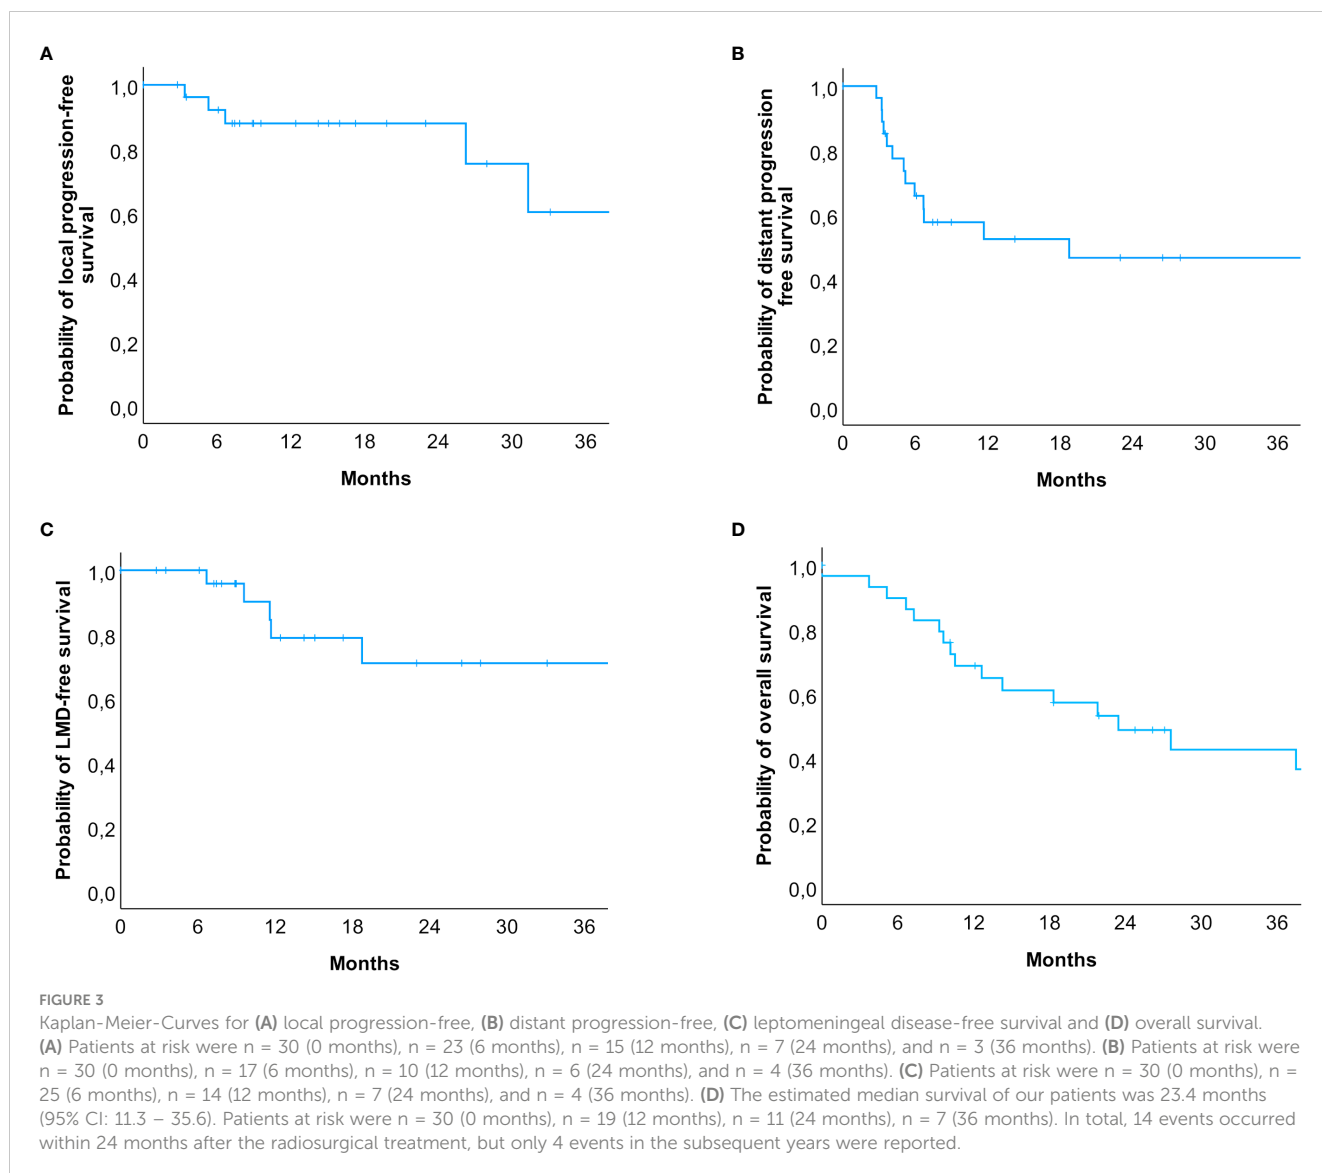 A
Probability of local progression-free
survival
1,0
0,8
0,6
0,4
0,2
0,0
0 6 12 18 24 30 36
Months
B
Probability of distant progression
free survival
1,0
0,8
0,6
0,4
0,2
0,0
0 6 12 18 24 30 36
Months
C
Probability of LMD-free survival
1,0
0,8
0,6
0,4
0,2
0,0
0 6 12 18 24 30 36
Months
D
Probability of overall survival
1,0
0,8
0,6
0,4
0,2
0,0
0 6 12 18 24 30 36
Months
FIGURE 3
Kaplan-Meier-Curves for (A) local progression-free, (B) distant progression-free, (C) leptomeningeal disease-free survival and (D) overall survival.
(A) Patients at risk were n = 30 (0 months), n = 23 (6 months), n = 15 (12 months), n = 7 (24 months), and n = 3 (36 months). (B) Patients at risk were
n = 30 (0 months), n = 17 (6 months), n = 10 (12 months), n = 6 (24 months), and n = 4 (36 months). (C) Patients at risk were n = 30 (0 months), n =
25 (6 months), n = 14 (12 months), n = 7 (24 months), and n = 4 (36 months). (D) The estimated median survival of our patients was 23.4 months
(95% CI: 11.3 – 35.6). Patients at risk were n = 30 (0 months), n = 19 (12 months), n = 11 (24 months), n = 7 (36 months). In total, 14 events occurred
within 24 months after the radiosurgical treatment, but only 4 events in the subsequent years were reported.